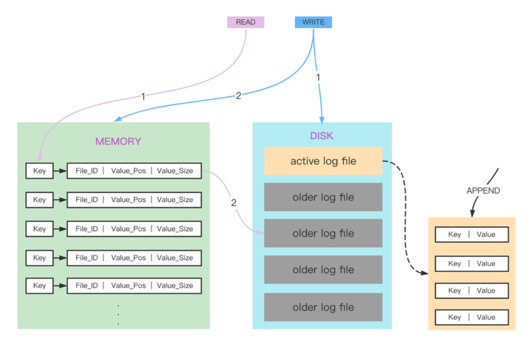 READ
WRITE
1
2
1
MEMORY
DISK
Key
File_ID | Value_Pos | Value_Size
active log file
older log file
APPEND
Key
File_ID | Value_Pos | Value_Size
2
older log file
Key | Value
Key
File_ID | Value_Pos | Value_Size
Key
File_ID | Value_Pos | Value_Size
older log file
Key | Value
Key
File_ID | Value_Pos | Value_Size
older log file
Key | Value
Key | Value